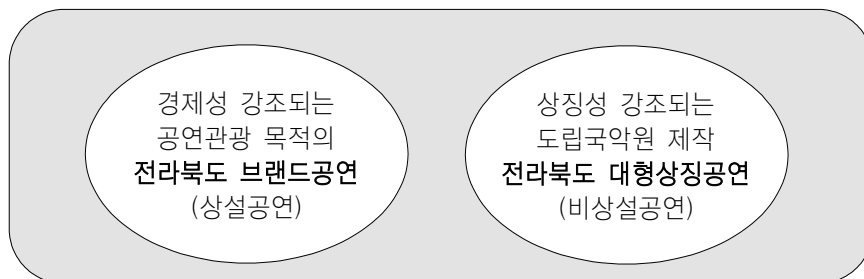 경제성 강조되는
공연관광 목적의
전라북도 브랜드공연
(상설공연)
상징성 강조되는
도립국악원 제작
전라북도 대형상징공연
(비상설공연)